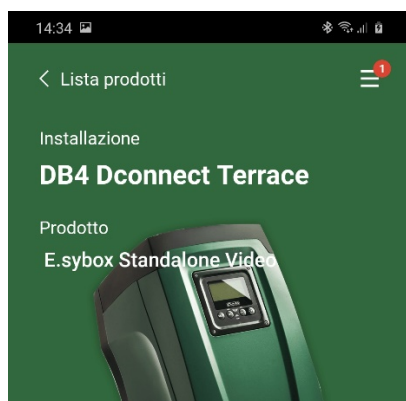 14:34
Lista prodotti
1
Installazione
DB4 Dconnect Terrace
Prodotto
E.sybox Standalone Video